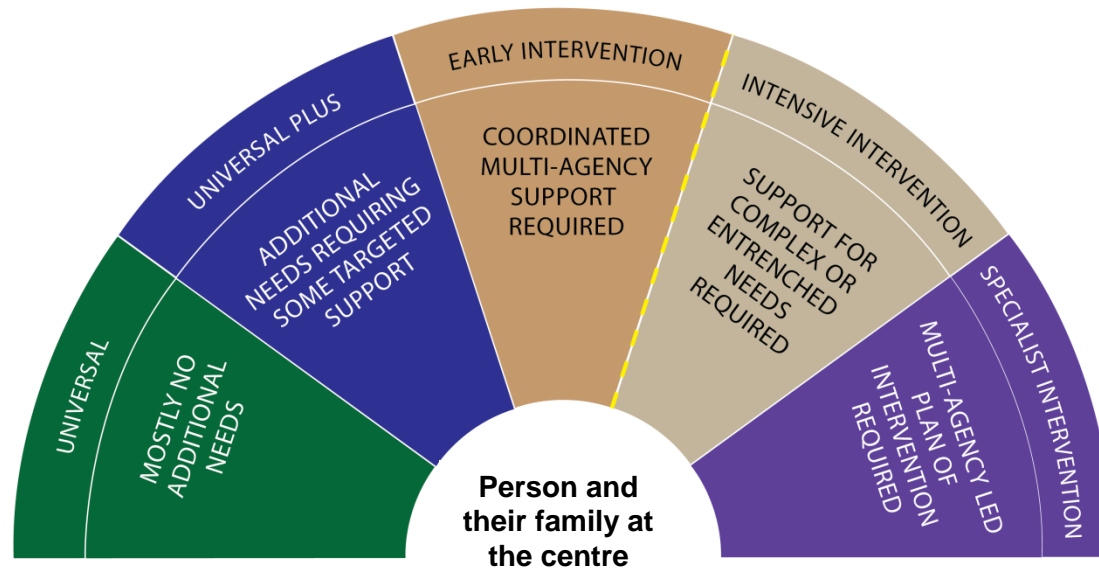 UNIVERSAL
MOSTLY NO
ADDITIONAL
NEEDS
UNIVERSAL PLUS
ADDITIONAL
NEEDS REQUIRING
SOME TARGETED
SUPPORT
EARLY INTERVENTION
COORDINATED
MULTI-AGENCY
SUPPORT
REQUIRED
INTENSIVE INTERVENTION
SUPPORT FOR
COMPLEX OR
ENTRENCHED
NEEDS
REQUIRED
SPECIALIST INTERVENTION
MULTI-AGENCY LED
PLAN OF
INTERVENTION
REQUIRED
Person and
their family at
the centre